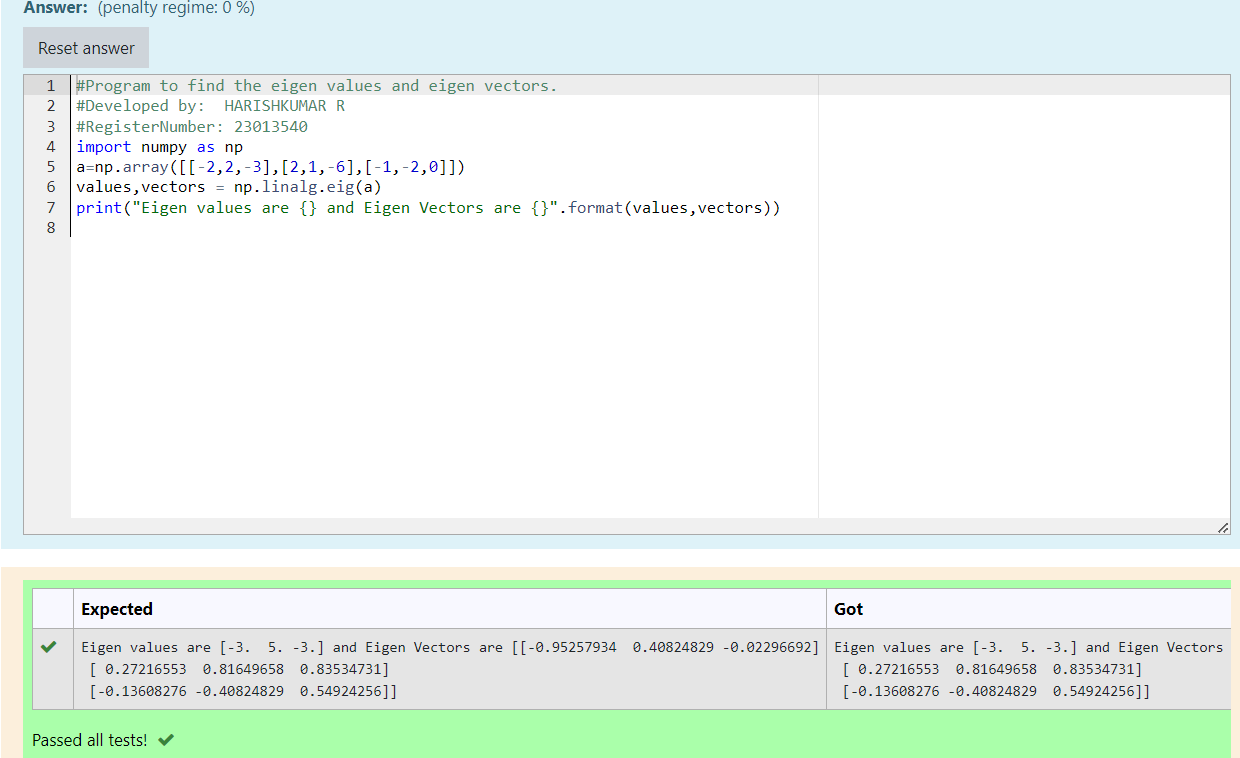 Answer: (penalty regime: 0 %)
Reset answer
1 #Program to find the eigen values and eigen vectors.
2 #Developed by:  HARISHKUMAR R
3 #RegisterNumber: 23013540
4 import numpy as np
5 a=np.array([[-2,2,-3],[2,1,-6],[-1,-2,0]])
6 values,vectors = np.linalg.eig(a)
7 print("Eigen values are {} and Eigen Vectors are {}".format(values,vectors))
8
Expected Got
Eigen values are [-3.  5. -3.] and Eigen Vectors are [[-0.95257934  0.40824829 -0.02296692] Eigen values are [-3.  5. -3.] and Eigen Vectors
[ 0.27216553  0.81649658  0.83534731] [ 0.27216553  0.81649658  0.83534731]
[-0.13608276 -0.40824829  0.54924256]] [-0.13608276 -0.40824829  0.54924256]]
Passed all tests!